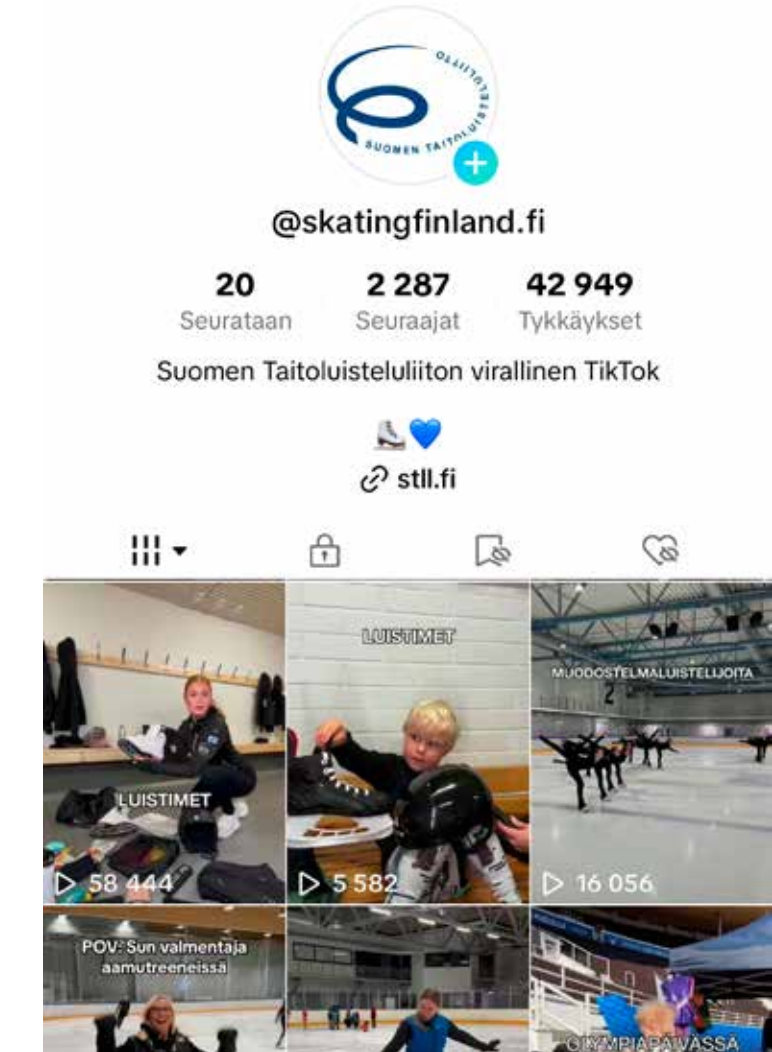 SUOMEN TAITOLUISTELULIITTO
@skatingfinland.fi
20 2 287 42 949
Seurataan Seuraajat Tykkäykset
Suomen Taitoluisteluliiton virallinen TikTok
stll.fi
LUISTIMET
58 444
LUISTIMET
5 582
MUODOSTELMALUISTELIJOITA
2
16 056
POV: Sun valmentaja
aamutreeneissä
OLYMPIAPÄIVÄSSÄ